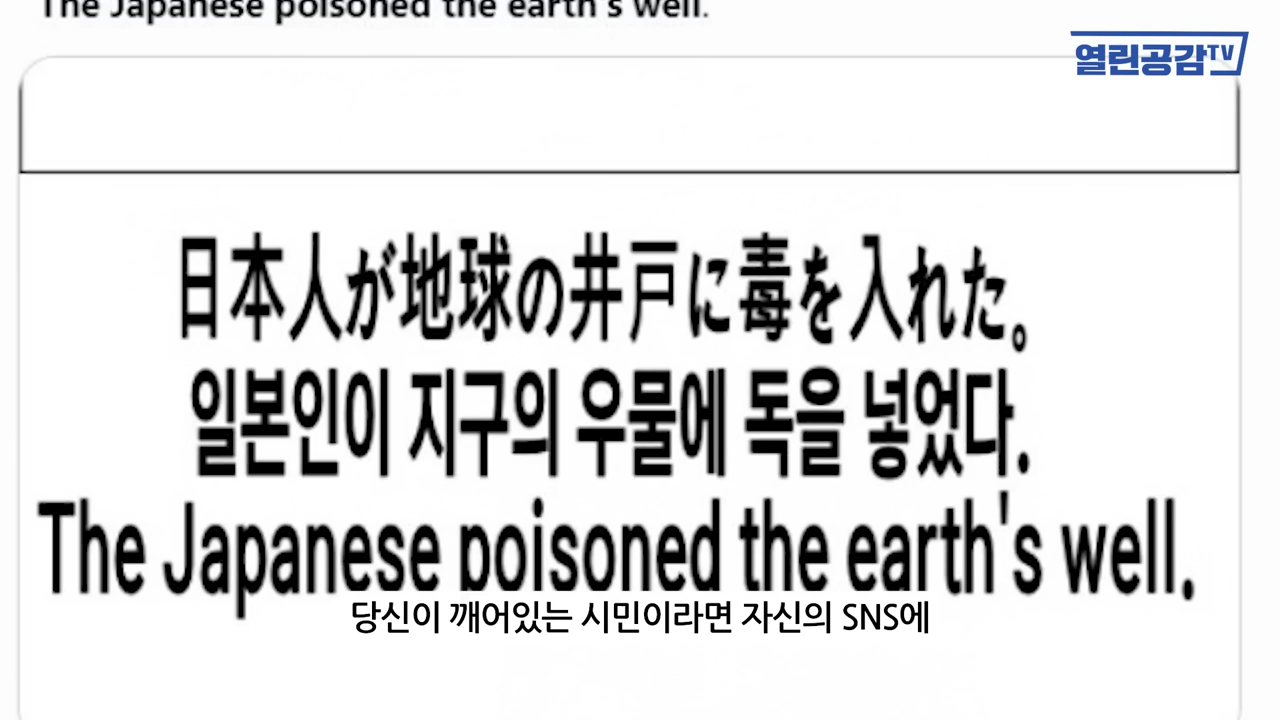 The Japanese poisoned the earth's well.
열린공감TV
日本人が地球の井戸に毒を入れた。
일본인이 지구의 우물에 독을 넣었다.
The Japanese poisoned the earth's well.
당신이 깨어있는 시민이라면 자신의 SNS에